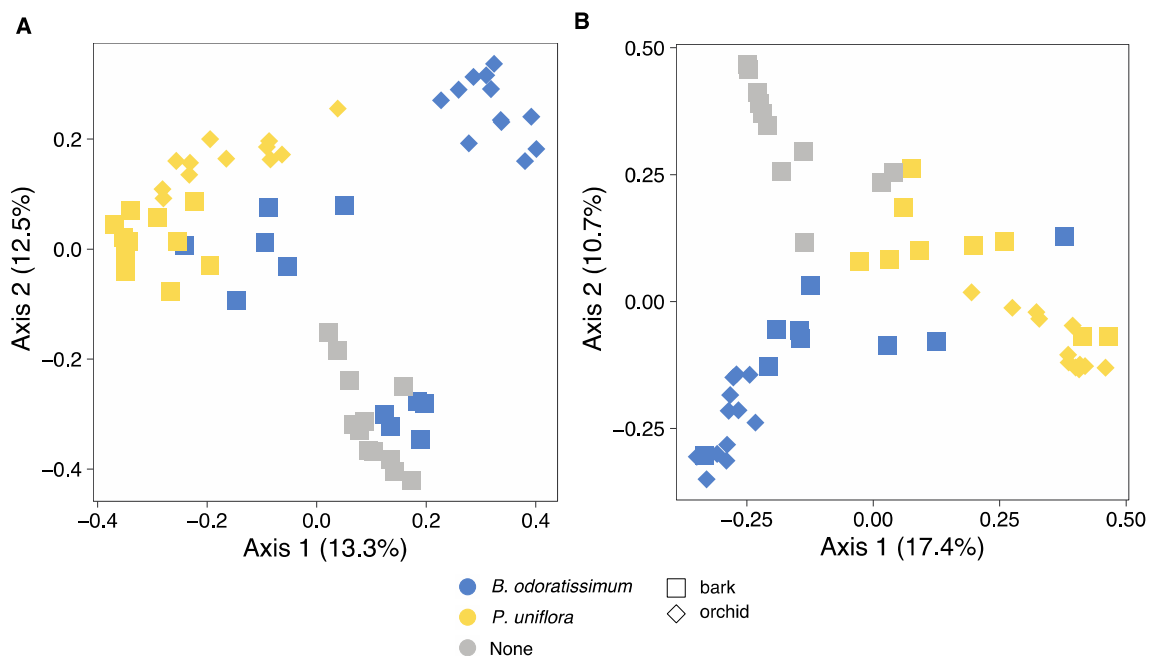 A
0.2
0.0
−0.2
−0.4
−0.4
−0.2
0.0
0.2
0.4
Axis 2 (12.5%)
Axis 1 (13.3%)
B
0.50
0.25
0.00
−0.25
−0.25
0.00
0.25
0.50
Axis 2 (10.7%)
Axis 1 (17.4%)
B. odoratissimum
P. uniflora
None
bark
orchid